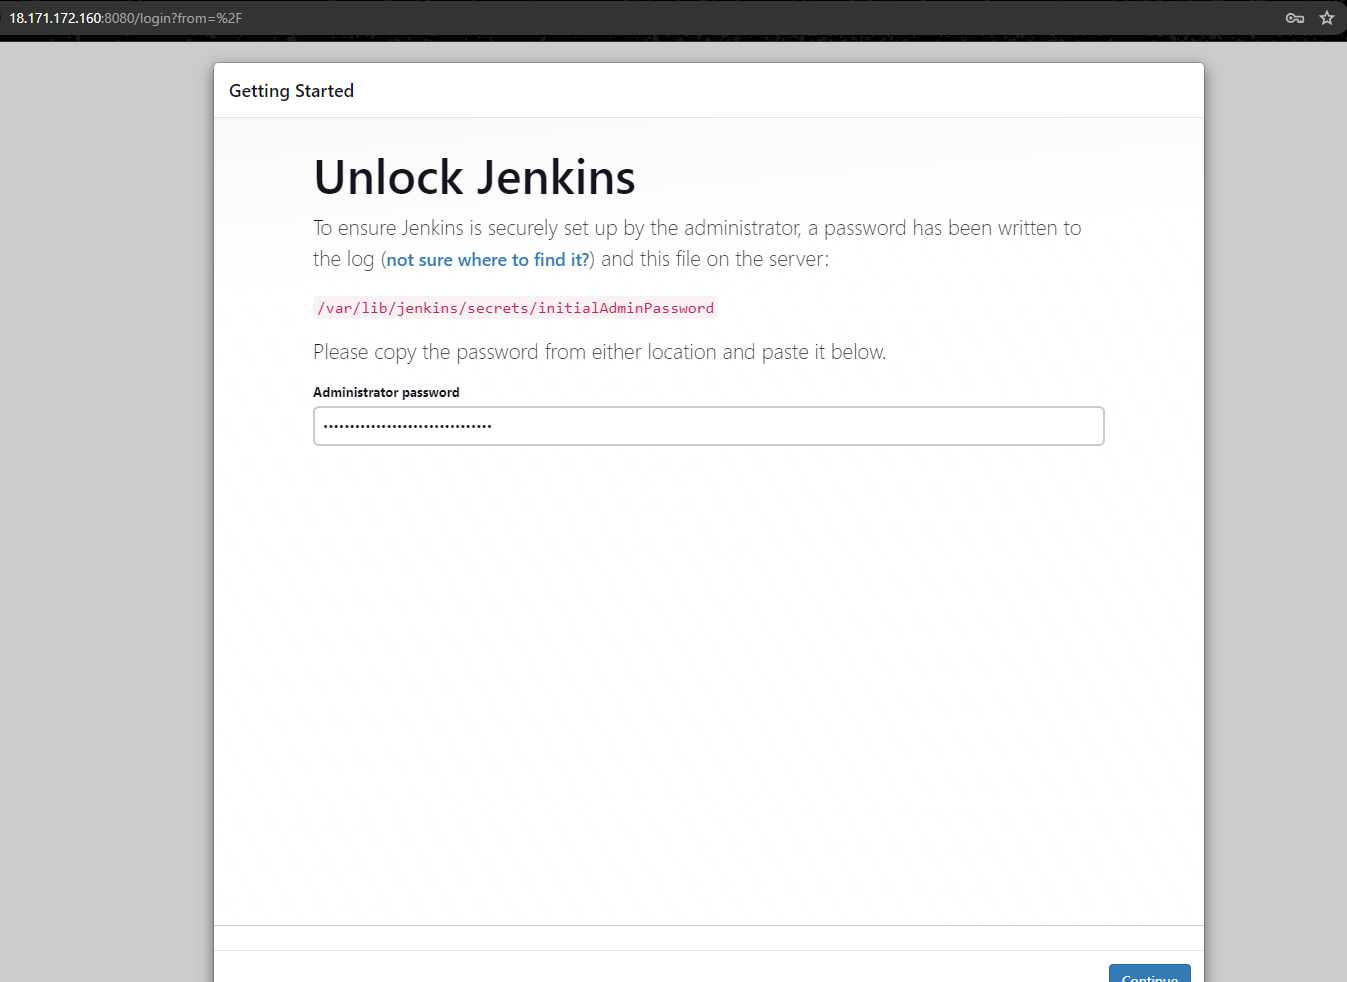 18.171.172.160:8080/login?from=%2F
Getting Started
Unlock Jenkins
To ensure Jenkins is securely set up by the administrator, a password has been written to
the log (not sure where to find it?) and this file on the server:
/var/lib/jenkins/secrets/initialAdminPassword
Please copy the password from either location and paste it below.
Administrator password
••••••••••••••••••••••••••••••••
Continue